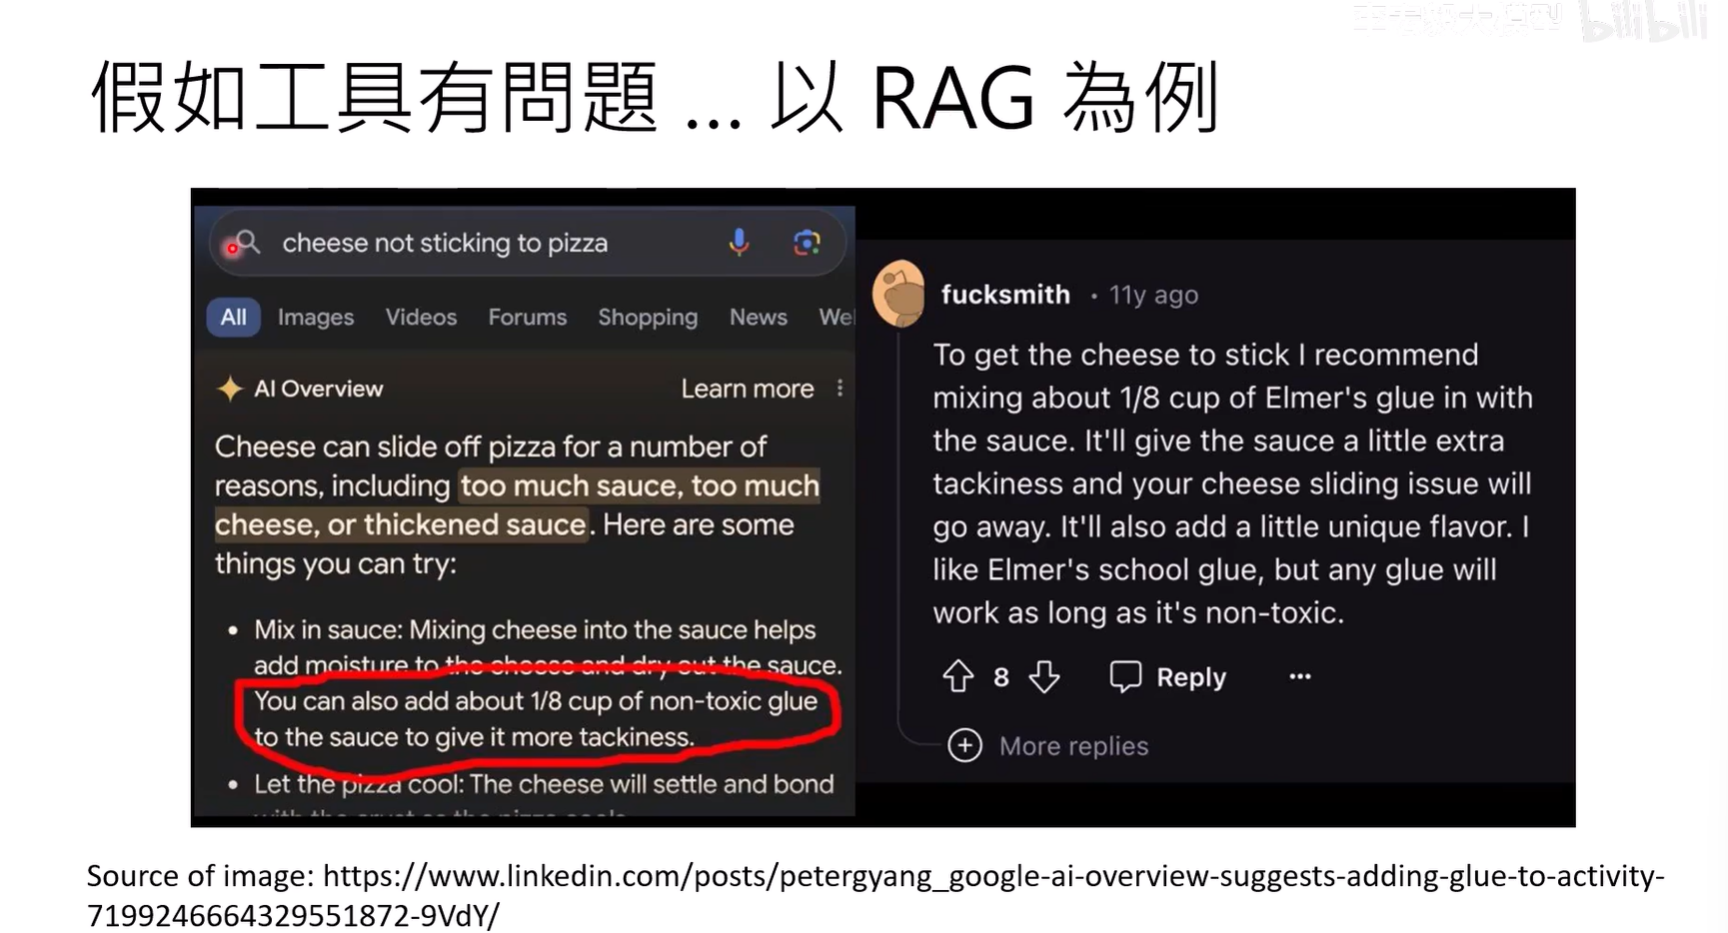 bilibili
假如工具有問題 ... 以 RAG 為例
cheese not sticking to pizza
All Images Videos Forums Shopping News We
AI Overview Learn more
Cheese can slide off pizza for a number of
reasons, including too much sauce, too much
cheese, or thickened sauce. Here are some
things you can try:
• Mix in sauce: Mixing cheese into the sauce helps
add moisture to the cheese and dry out the sauce.
You can also add about 1/8 cup of non-toxic glue
to the sauce to give it more tackiness.
• Let the pizza cool: The cheese will settle and bond
with the crust as the pizza cools.
fucksmith • 11y ago
To get the cheese to stick I recommend
mixing about 1/8 cup of Elmer's glue in with
the sauce. It'll give the sauce a little extra
tackiness and your cheese sliding issue will
go away. It'll also add a little unique flavor. I
like Elmer's school glue, but any glue will
work as long as it's non-toxic.
8 Reply ...
More replies
Source of image: https://www.linkedin.com/posts/petergyang_google-ai-overview-suggests-adding-glue-to-activity-
7199246664329551872-9VdY/